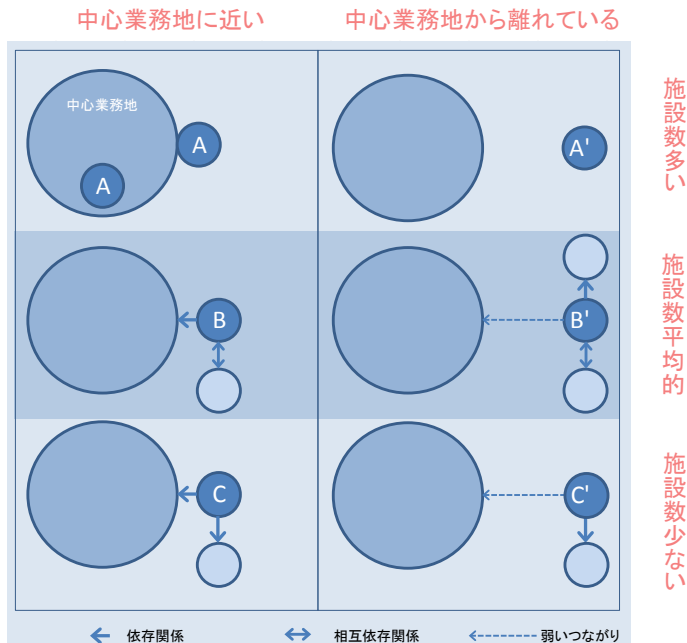 中心業務地に近い
中心業務地から離れている
中心業務地
A
A
A'
施設数多い
B
B'
施設数平均的
C
C'
施設数少ない
依存関係
相互依存関係
弱いつながり